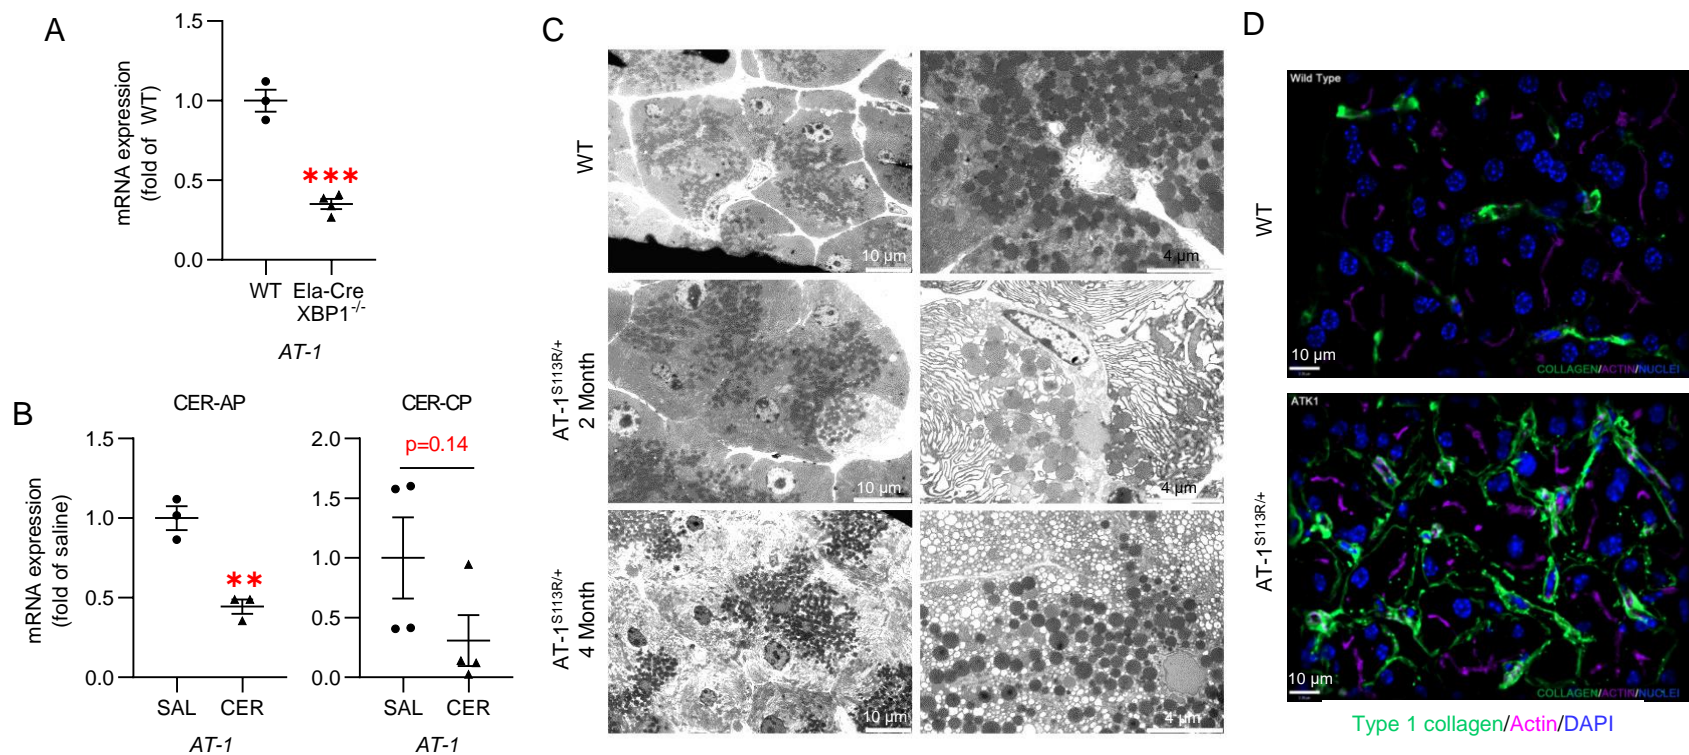 A
mRNA expression
(fold of WT)
1.5
1.0
0.5
0.0
***
WT
Ela-Cre
XBP1-/-
AT-1
B
CER-AP
mRNA expression
(fold of saline)
1.5
1.0
0.5
0.0
**
SAL
CER
AT-1
CER-CP
2.0
1.5
1.0
0.5
0.0
p=0.14
SAL
CER
AT-1
C
WT
10 µm
4 µm
AT-1S113R/+
2 Month
10 µm
4 µm
AT-1S113R/+
4 Month
10 µm
4 µm
D
WT
Wild Type
10 µm
COLLAGEN/ACTIN/NUCLEI
AT-1S113R/+
ATK1
10 µm
COLLAGEN/ACTIN/NUCLEI
Type 1 collagen/Actin/DAPI